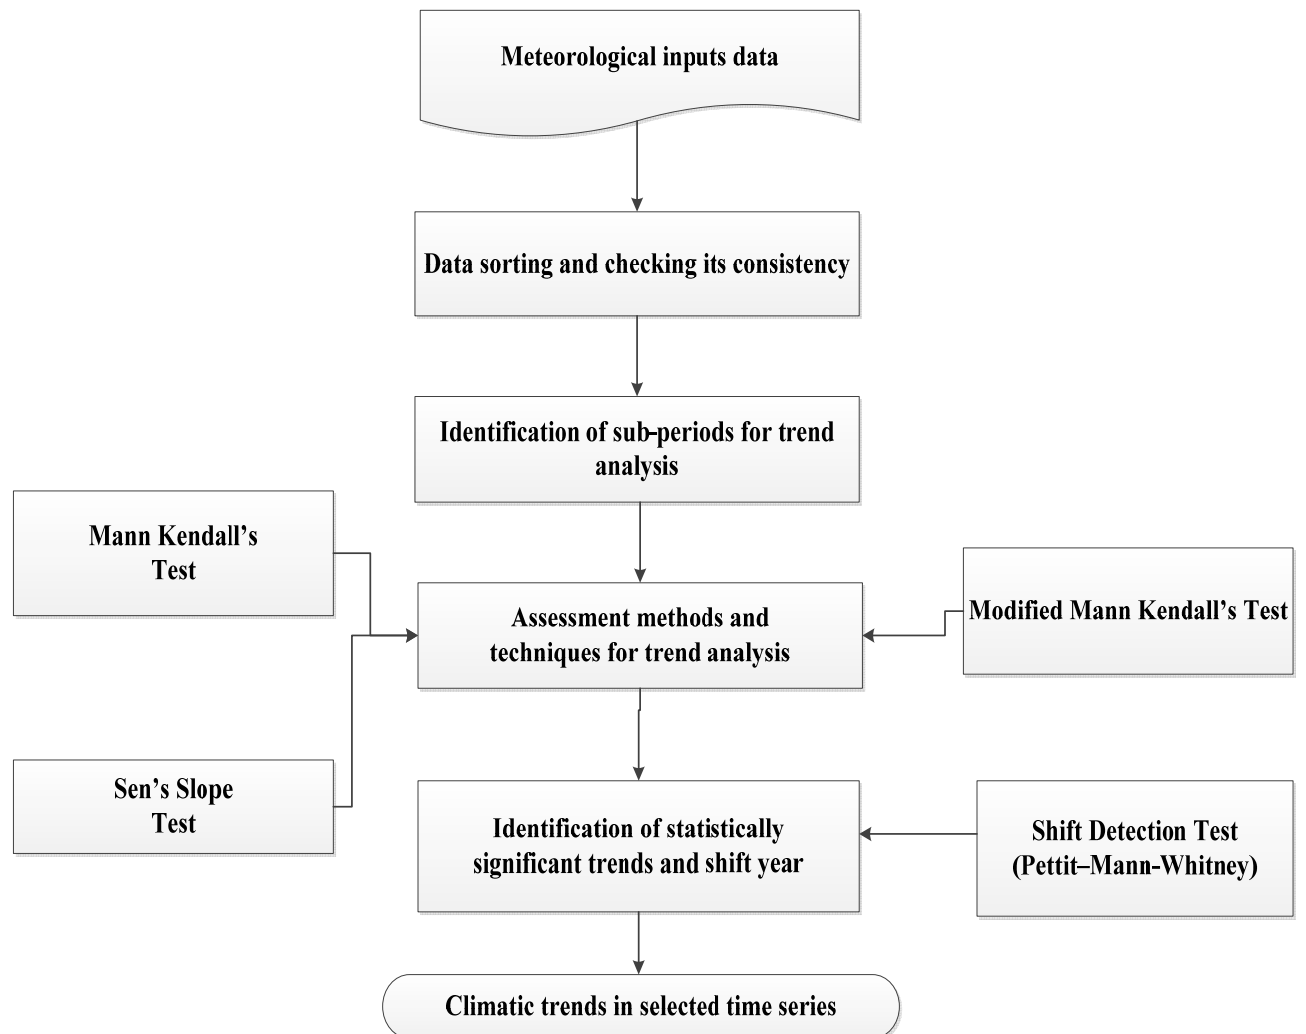 Meteorological inputs data
Data sorting and checking its consistency
Identification of sub-periods for trend
analysis
Mann Kendall’s
Test
Assessment methods and
techniques for trend analysis
Modified Mann Kendall’s Test
Sen’s Slope
Test
Identification of statistically
significant trends and shift year
Shift Detection Test
(Pettit–Mann-Whitney)
Climatic trends in selected time series